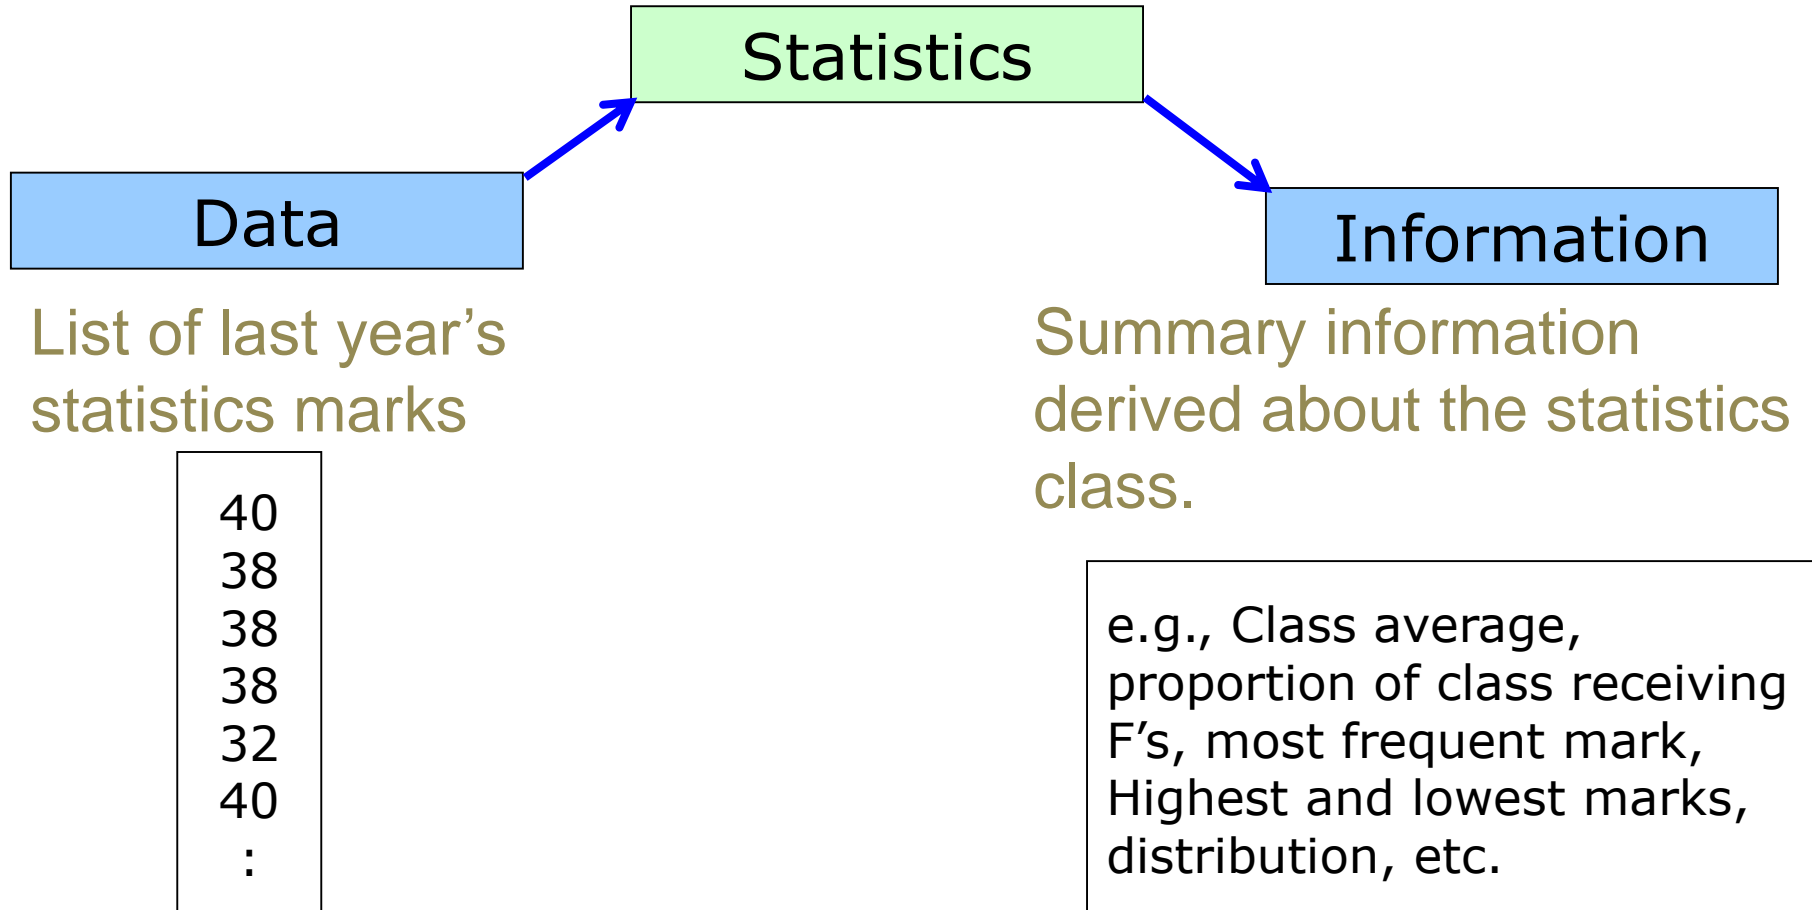 Statistics
Data
Information
List of last year’s
statistics marks
40
38
38
38
32
40
:
Summary information
derived about the statistics
class.
e.g., Class average,
proportion of class receiving
F’s, most frequent mark,
Highest and lowest marks,
distribution, etc.